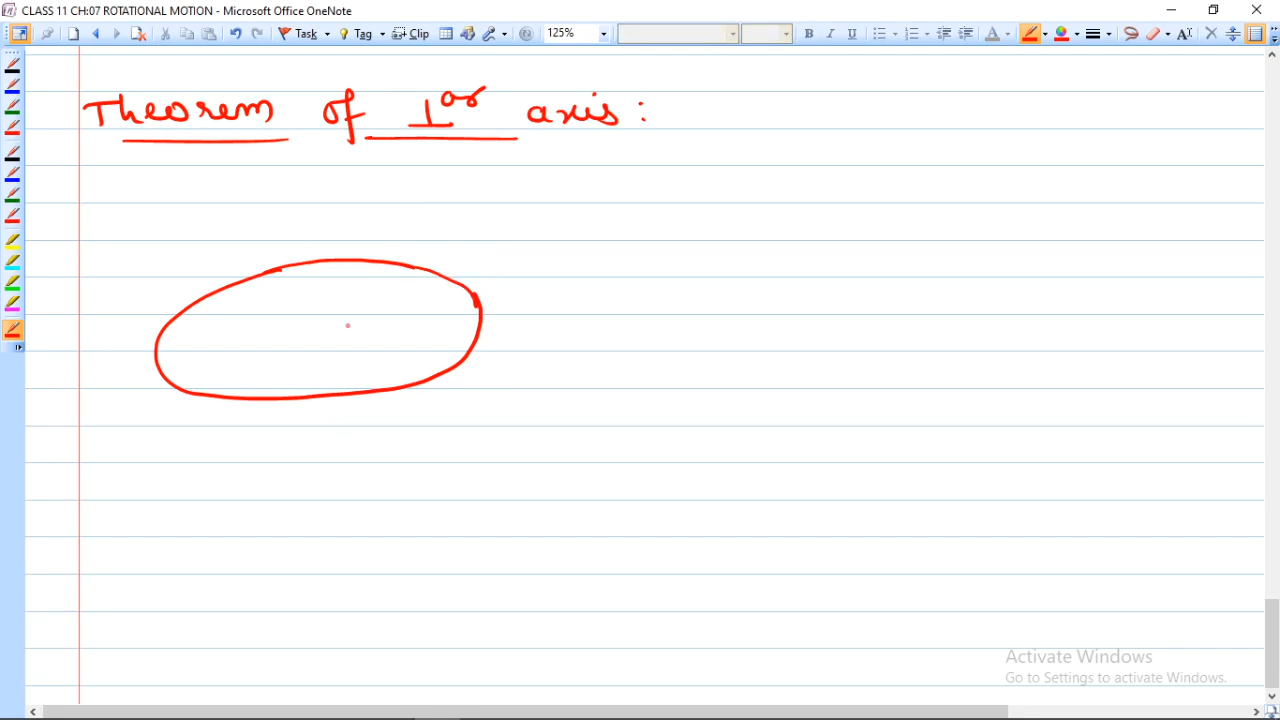 CLASS 11 CH:07 ROTATIONAL MOTION - Microsoft Office OneNote
Task Tag Clip 125% B I U
Theorem of ⊥ar axis:
Activate Windows
Go to Settings to activate Windows.